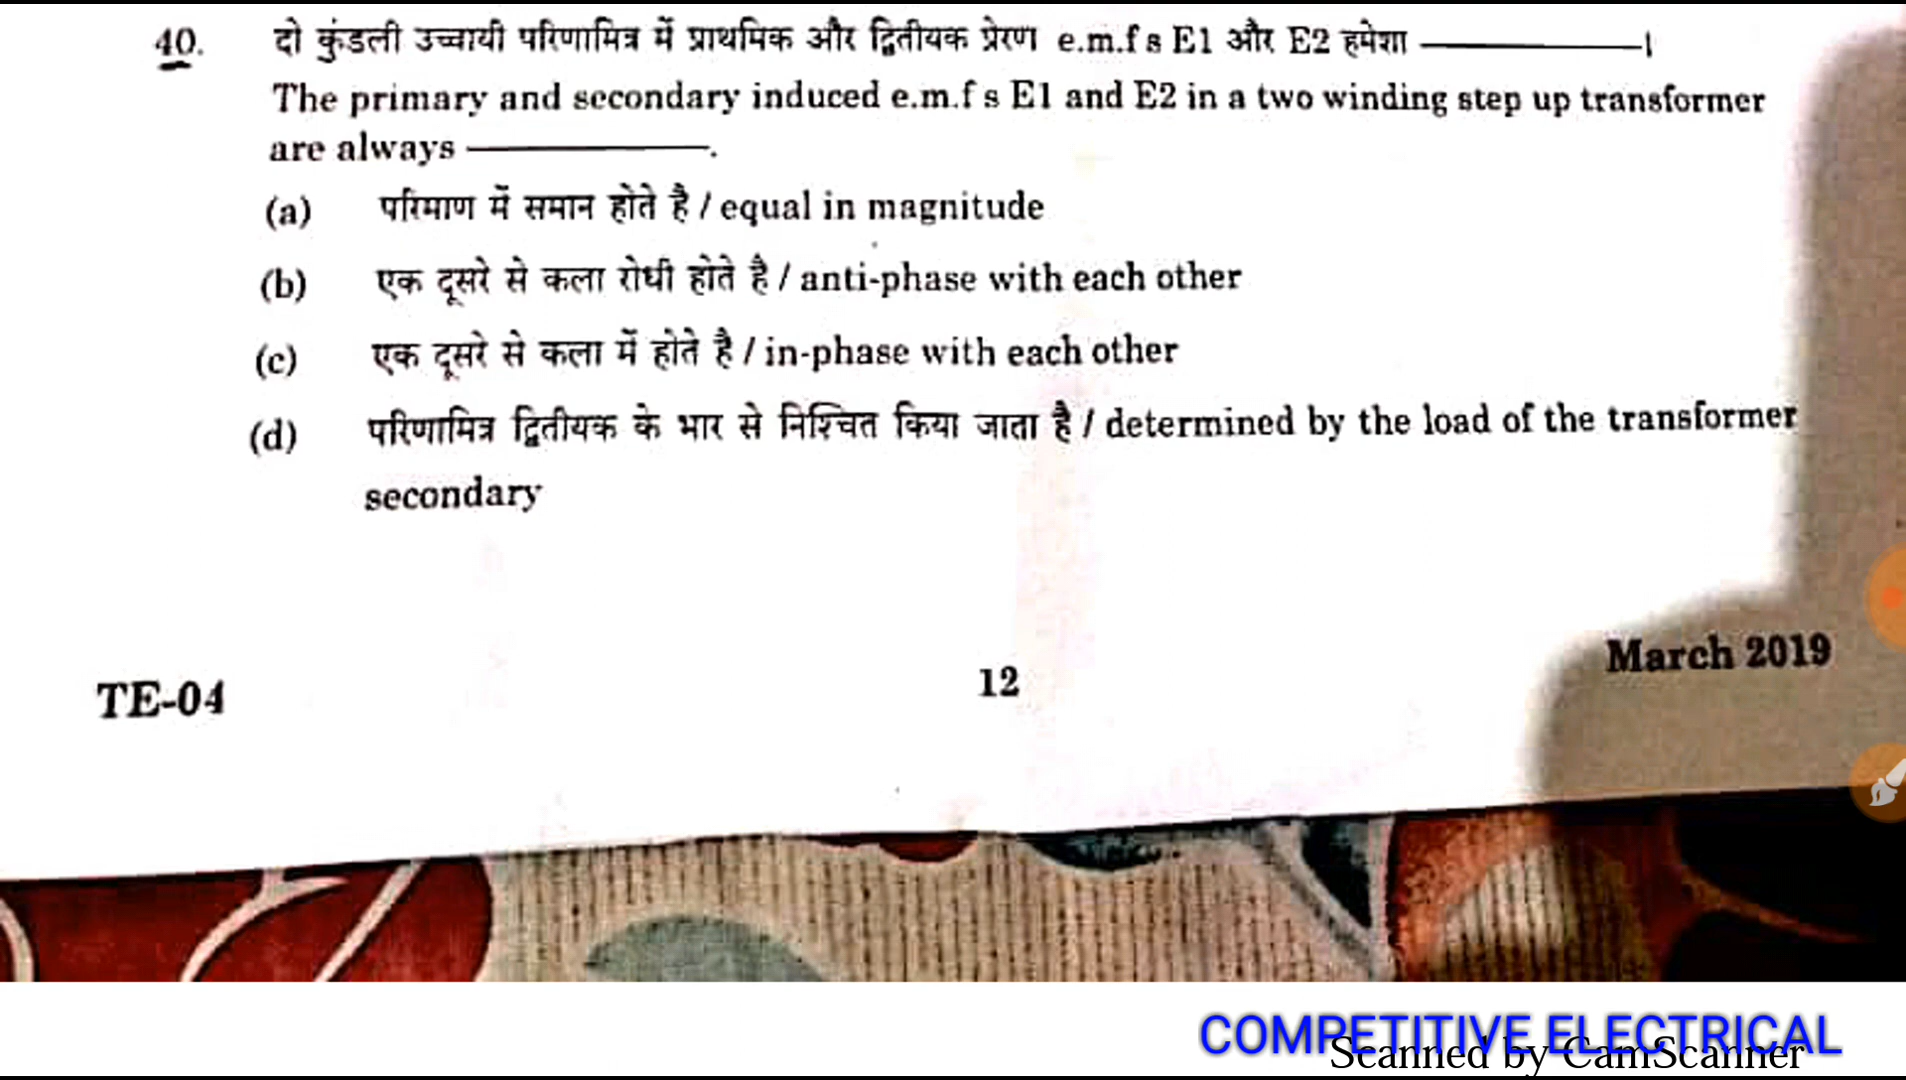 40. दो कुंडली उच्चायी परिणामित्र में प्राथमिक और द्वितीयक प्रेरण e.m.f s E1 और E2 हमेशा ————।
The primary and secondary induced e.m.f s E1 and E2 in a two winding step up transformer
are always ————.
(a) परिमाण में समान होते है / equal in magnitude
(b) एक दूसरे से कला रोधी होते है / anti-phase with each other
(c) एक दूसरे से कला में होते है / in-phase with each other
(d) परिणामित्र द्वितीयक के भार से निश्चित किया जाता है / determined by the load of the transformer
secondary
TE-04 12 March 2019
COMPETITIVE ELECTRICAL
Scanned by CamScanner